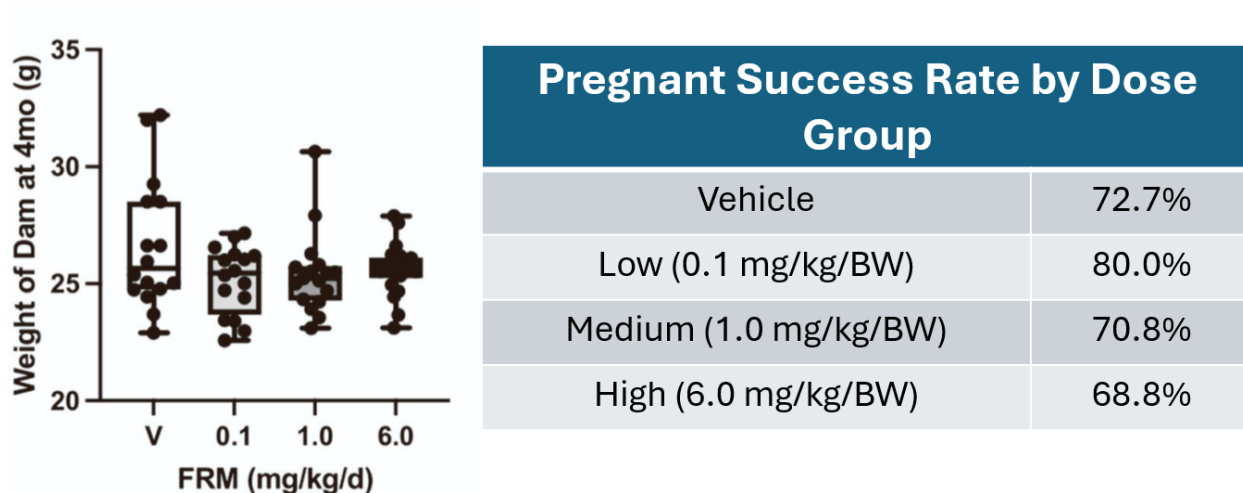 Weight of Dam at 4mo (g)
35
30
25
20
V 0.1 1.0 6.0
FRM (mg/kg/d)
Pregnant Success Rate by Dose
Group
Vehicle 72.7%
Low (0.1 mg/kg/BW) 80.0%
Medium (1.0 mg/kg/BW) 70.8%
High (6.0 mg/kg/BW) 68.8%